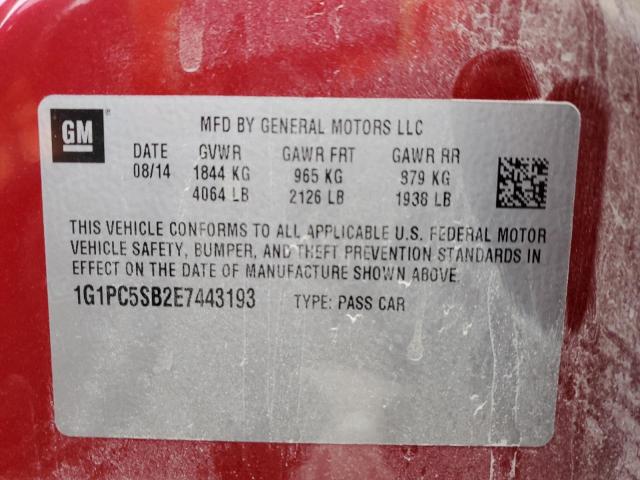 GM
MFD BY GENERAL MOTORS LLC
DATE GVWR GAWR FRT GAWR RR
08/14 1844 KG 965 KG 879 KG
4064 LB 2126 LB 1938 LB
THIS VEHICLE CONFORMS TO ALL APPLICABLE U.S. FEDERAL MOTOR
VEHICLE SAFETY, BUMPER, AND THEFT PREVENTION STANDARDS IN
EFFECT ON THE DATE OF MANUFACTURE SHOWN ABOVE.
1G1PC5SB2E7443193 TYPE: PASS CAR